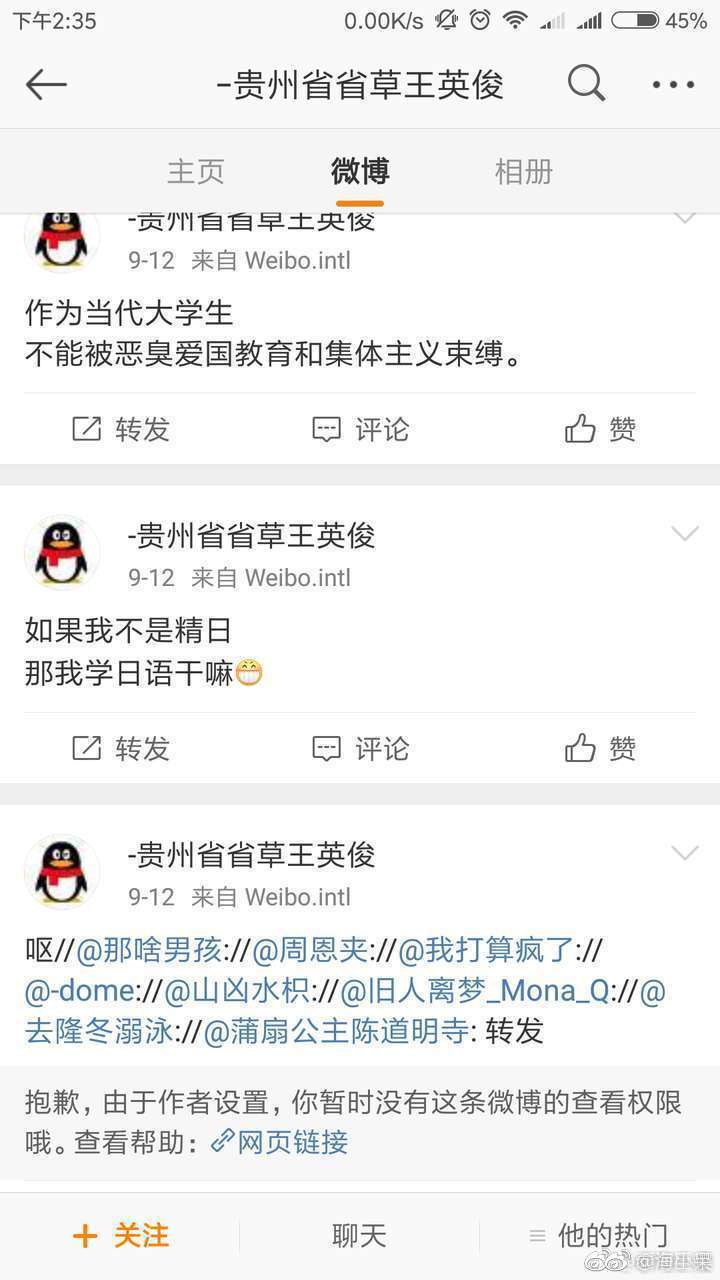 下午2:35 0.00K/s 45%
-贵州省省草王英俊
主页 微博 相册
-贵州省省草王英俊
9-12 来自 Weibo.intl
作为当代大学生
不能被恶臭爱国教育和集体主义束缚。
转发 评论 赞
-贵州省省草王英俊
9-12 来自 Weibo.intl
如果我不是精日
那我学日语干嘛😁
转发 评论 赞
-贵州省省草王英俊
9-12 来自 Weibo.intl
呕//@那啥男孩://@周恩夹://@我打算疯了://
@-dome://@山凶水枳://@旧人离梦_Mona_Q://@
去隆冬溺泳://@蒲扇公主陈道明寺: 转发
抱歉，由于作者设置，你暂时没有这条微博的查看权限
哦。查看帮助：网页链接
+ 关注 聊天 他的热门